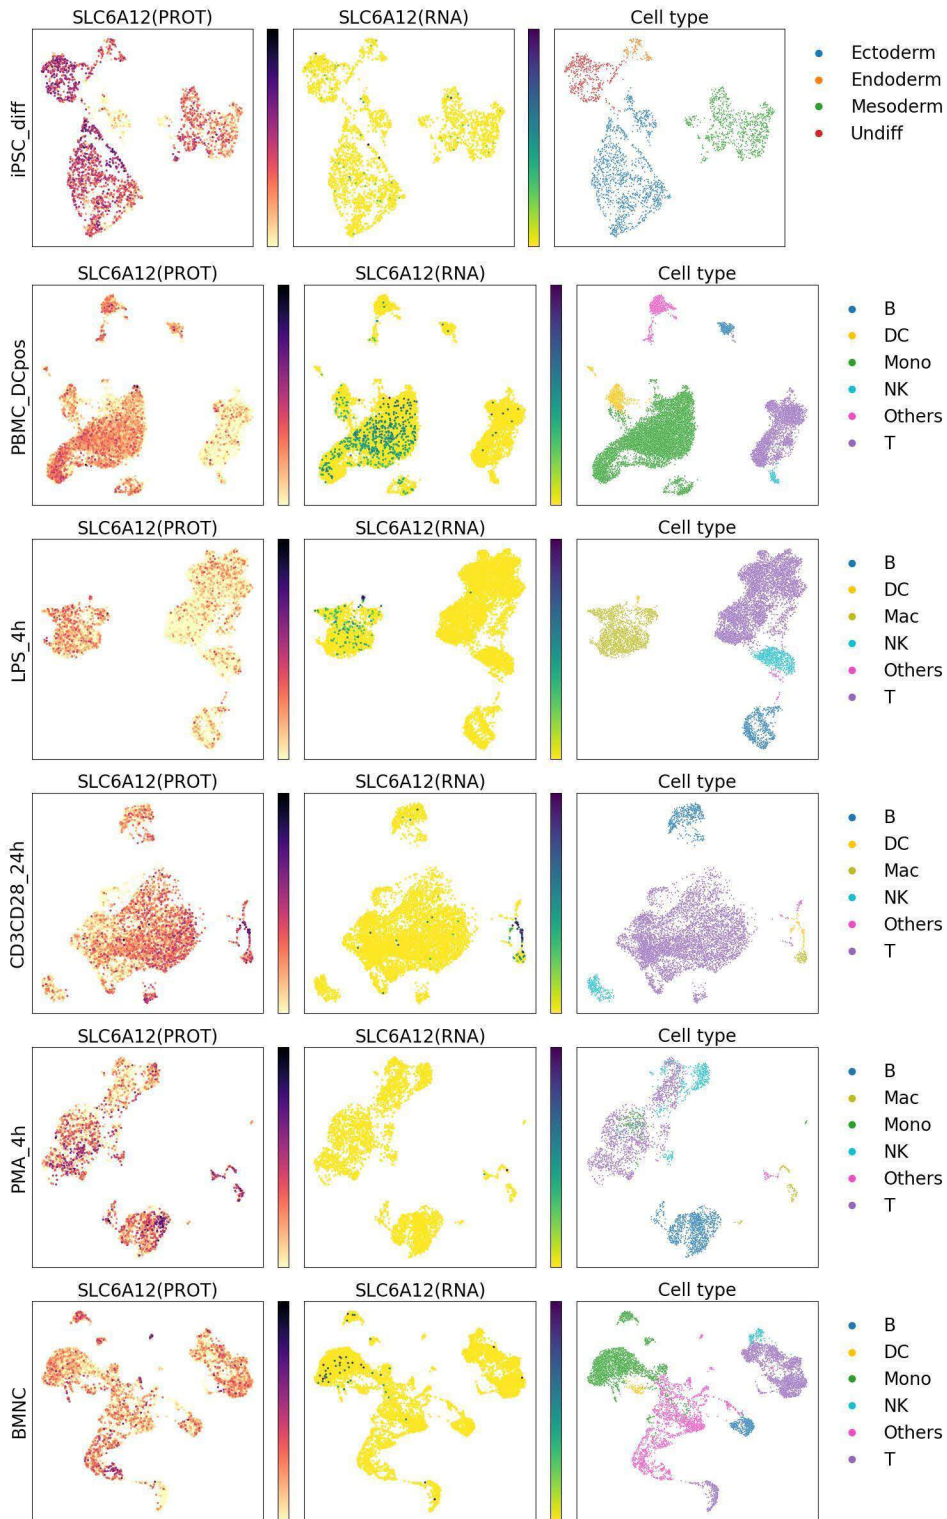 SLC6A12(PROT) SLC6A12(RNA) Cell type
iPSC_diff
Ectoderm
Endoderm
Mesoderm
Undiff
SLC6A12(PROT) SLC6A12(RNA) Cell type
PBMC_DCpos
B
DC
Mono
NK
Others
T
SLC6A12(PROT) SLC6A12(RNA) Cell type
LPS_4h
B
DC
Mac
NK
Others
T
SLC6A12(PROT) SLC6A12(RNA) Cell type
CD3CD28_24h
B
DC
Mac
NK
Others
T
SLC6A12(PROT) SLC6A12(RNA) Cell type
PMA_4h
B
Mac
Mono
NK
Others
T
SLC6A12(PROT) SLC6A12(RNA) Cell type
BMNC
B
DC
Mono
NK
Others
T